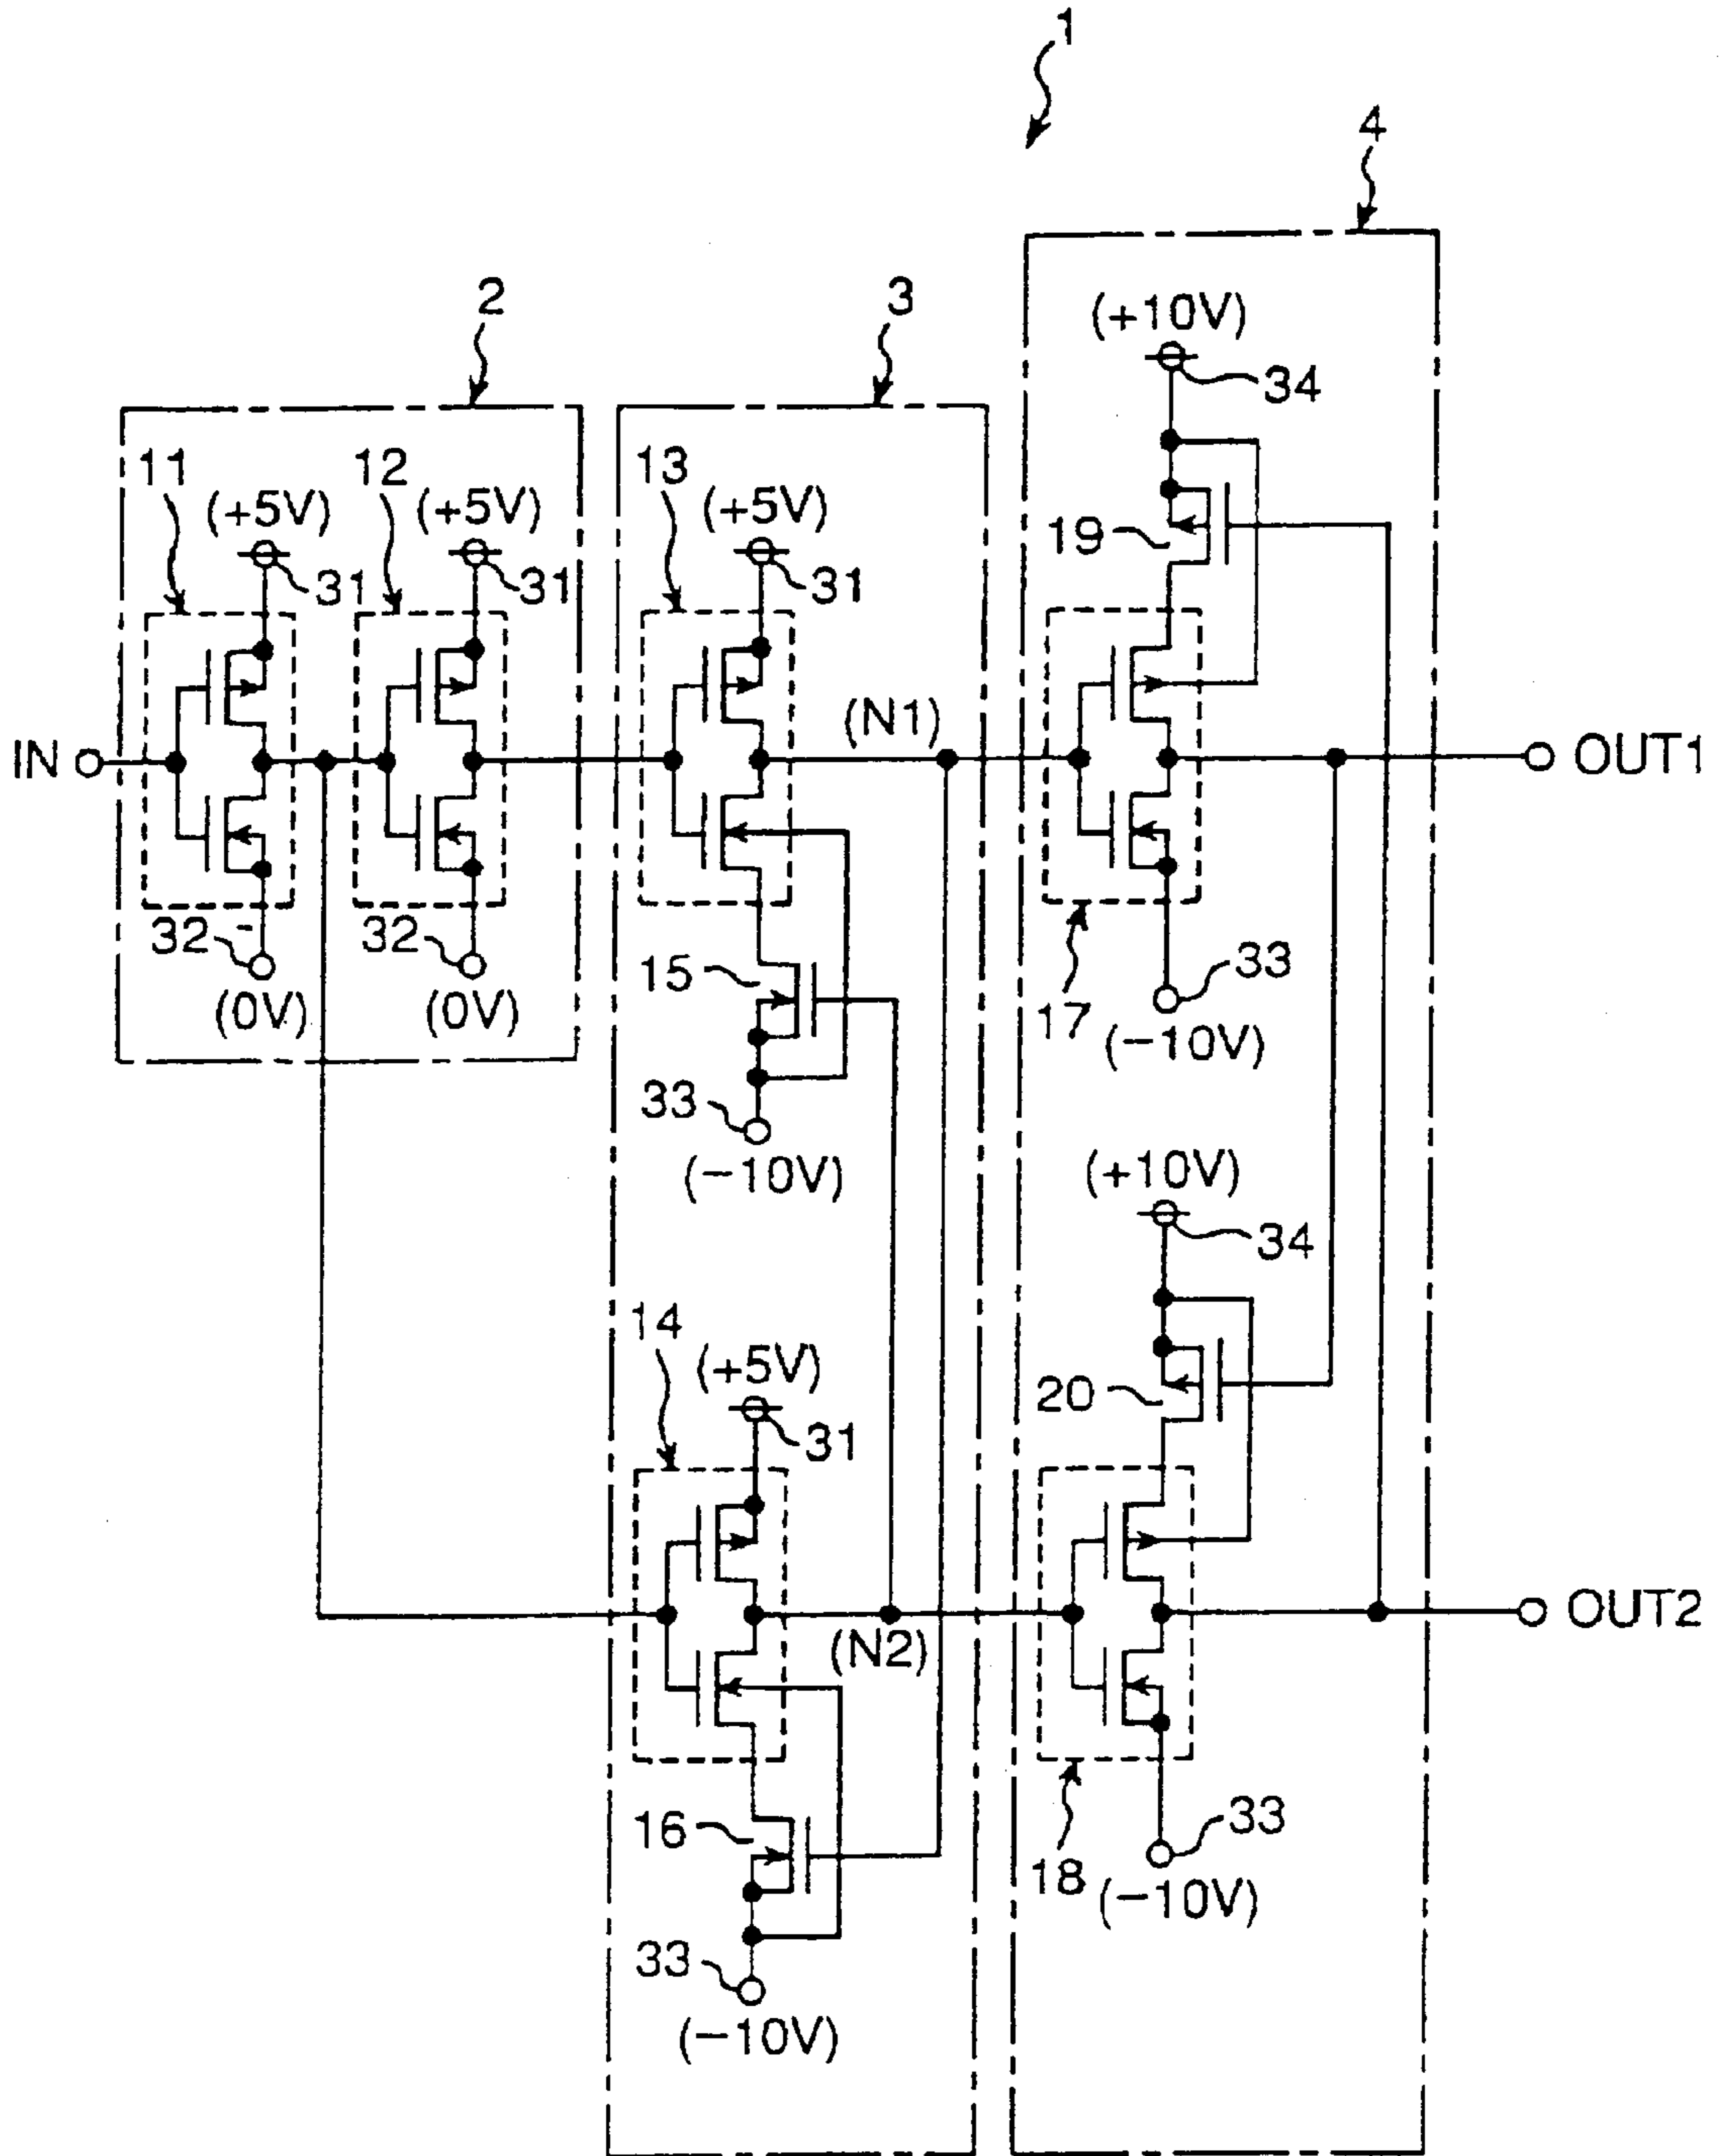 1
4
2
3
(+10V)
34
11
12
13
(+5V)
(+5V)
(+5V)
19
31
31
31
(N1)
IN
OUT1
32
32
15
33
(0V)
(0V)
17
(-10V)
33
(-10V)
(+10V)
34
14
(+5V)
20
31
OUT2
(N2)
16
33
18
(-10V)
33
(-10V)